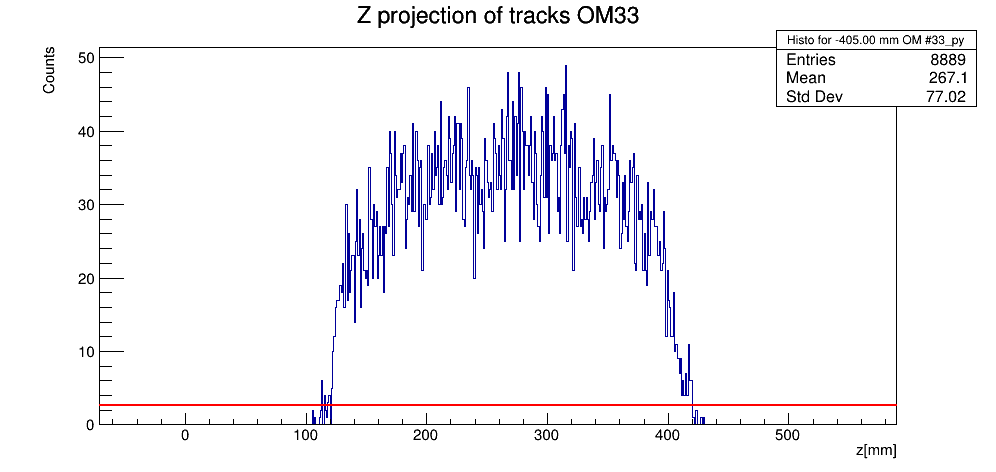 Z projection of tracks OM33
Histo for -405.00 mm OM #33_py
Entries 8889
Mean 267.1
Std Dev 77.02
Counts
50
40
30
20
10
0
0 100 200 300 400 500
z[mm]